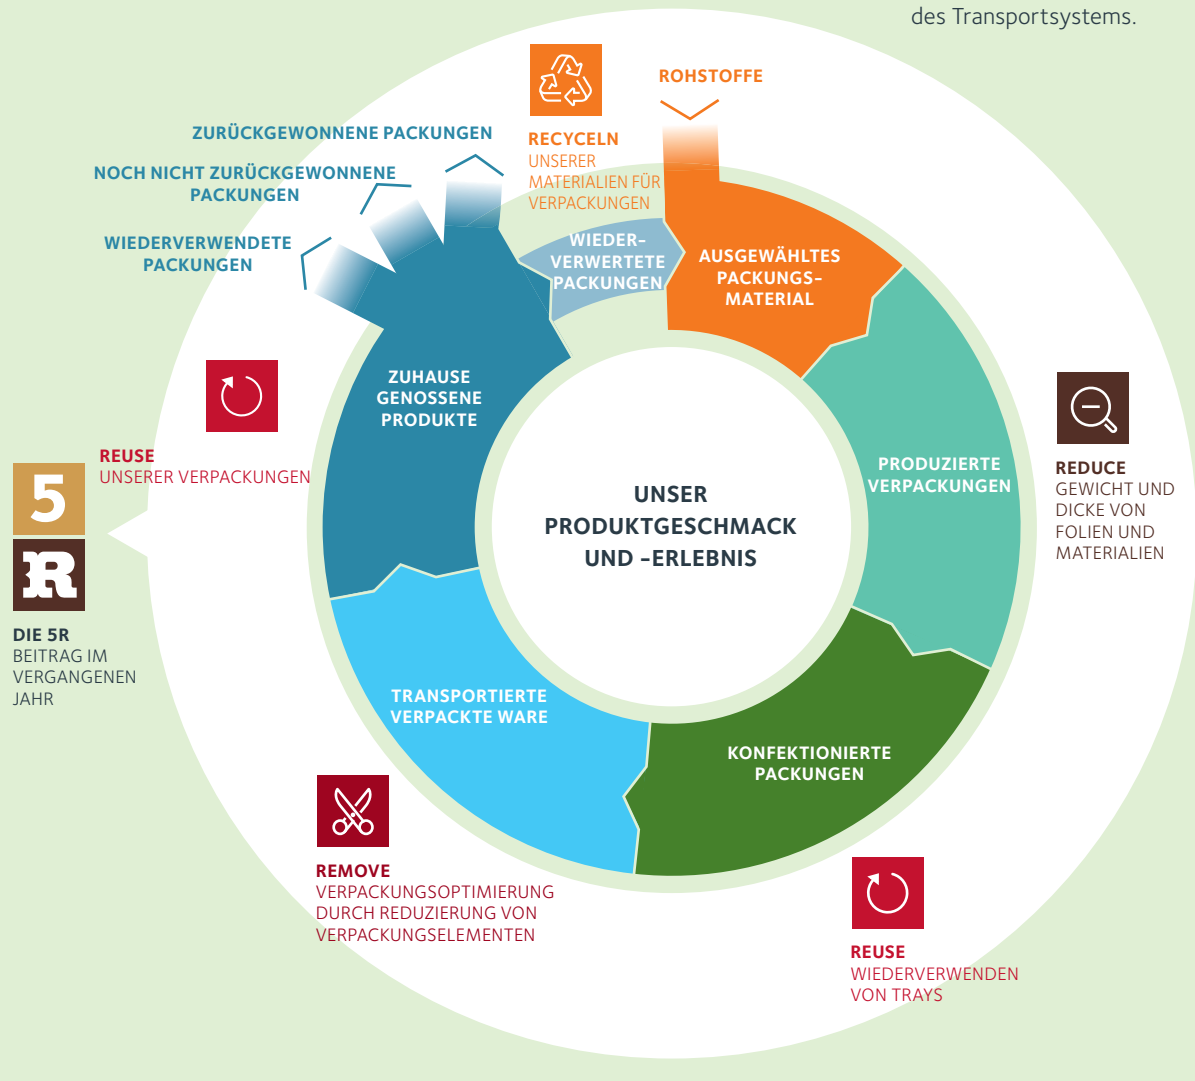 des Transportsystems.
ROHSTOFFE
RECYCELN
UNSERER
MATERIALIEN FÜR
VERPACKUNGEN
ZURÜCKGEWONNENE PACKUNGEN
NOCH NICHT ZURÜCKGEWONNENE
PACKUNGEN
WIEDERVERWENDETE
PACKUNGEN
WIEDER-
VERWERTETE
PACKUNGEN
AUSGEWÄHLTES
PACKUNGS-
MATERIAL
ZUHAUSE
GENOSSENE
PRODUKTE
REUSE
UNSERER VERPACKUNGEN
5
R
DIE 5R
BEITRAG IM
VERGANGENEN
JAHR
UNSER
PRODUKTGESCHMACK
UND -ERLEBNIS
PRODUZIERTE
VERPACKUNGEN
REDUCE
GEWICHT UND
DICKE VON
FOLIEN UND
MATERIALIEN
TRANSPORTIERTE
VERPACKTE WARE
KONFEKTIONIERTE
PACKUNGEN
REMOVE
VERPACKUNGSOPTIMIERUNG
DURCH REDUZIERUNG VON
VERPACKUNGSELEMENTEN
REUSE
WIEDERVERWENDEN
VON TRAYS